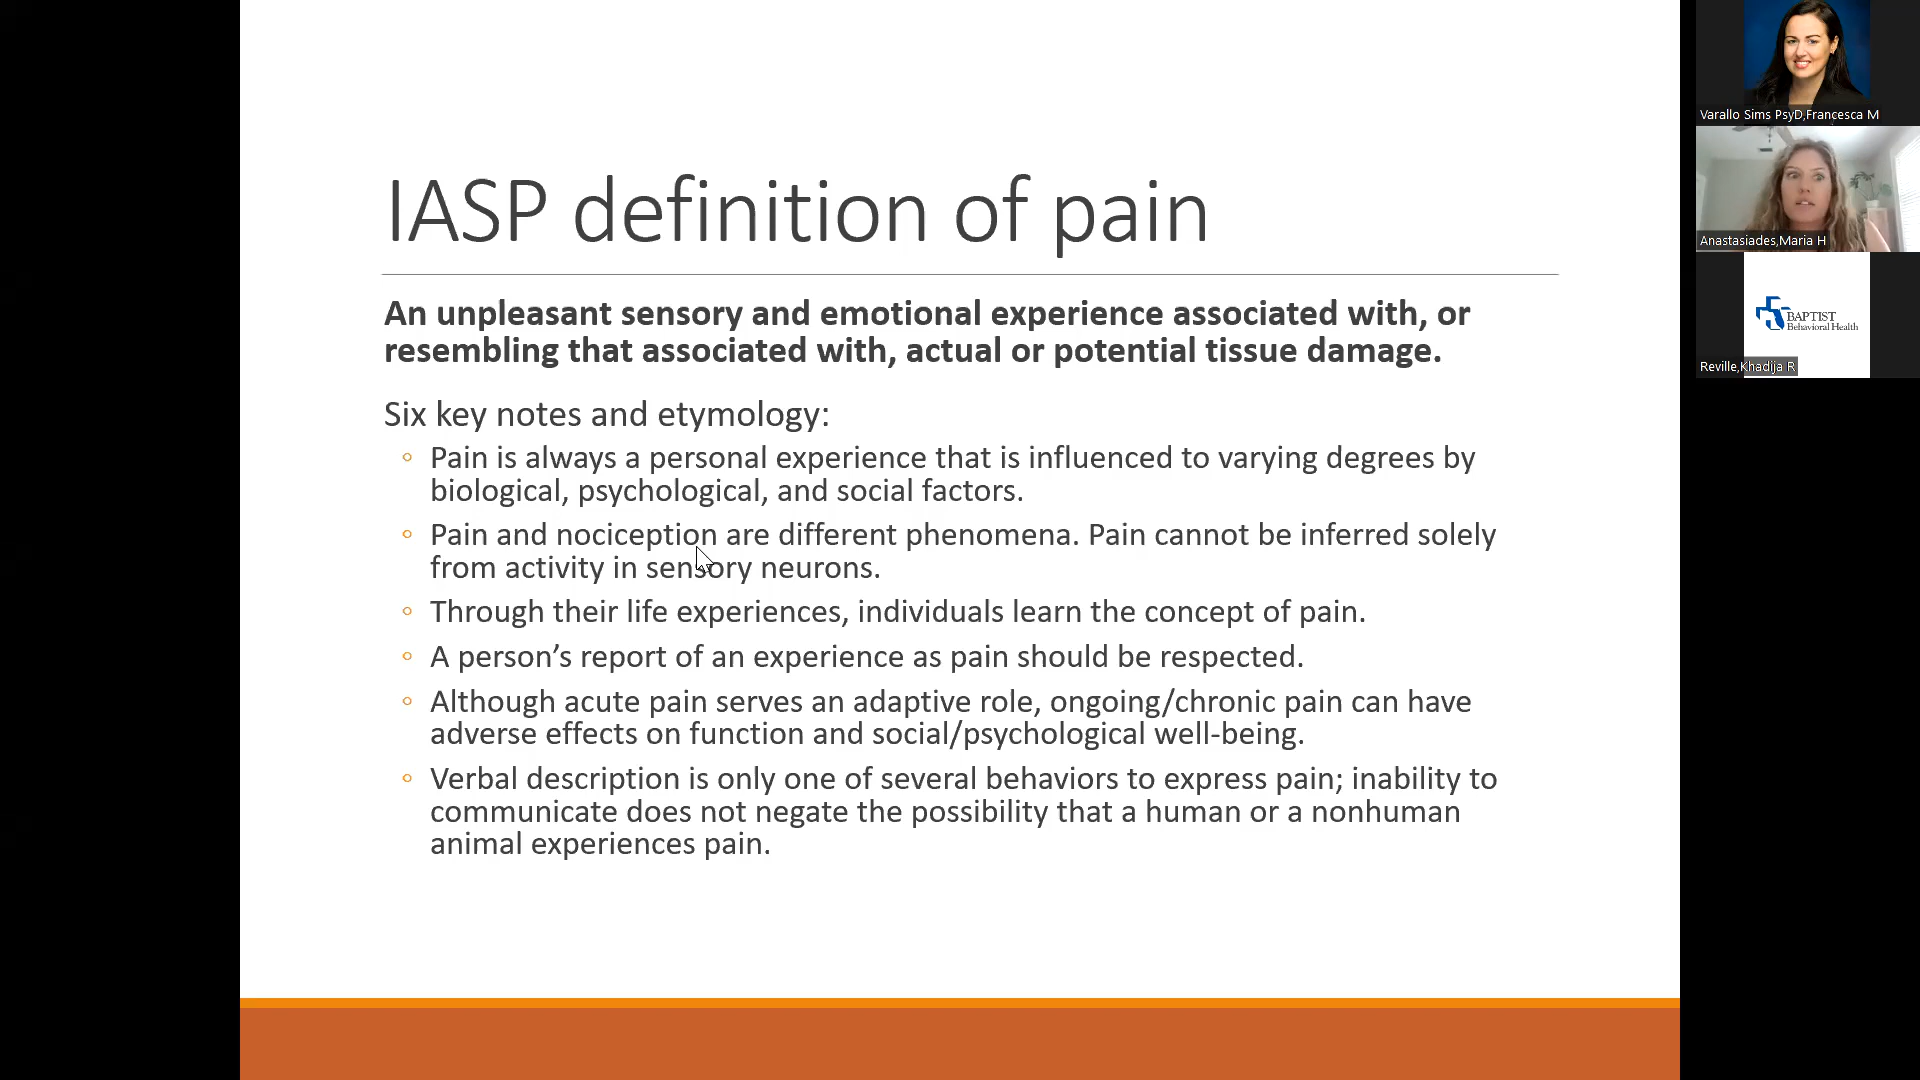 IASP definition of pain
An unpleasant sensory and emotional experience associated with, or
resembling that associated with, actual or potential tissue damage.
Six key notes and etymology:
◦ Pain is always a personal experience that is influenced to varying degrees by
biological, psychological, and social factors.
◦ Pain and nociception are different phenomena. Pain cannot be inferred solely
from activity in sensory neurons.
◦ Through their life experiences, individuals learn the concept of pain.
◦ A person’s report of an experience as pain should be respected.
◦ Although acute pain serves an adaptive role, ongoing/chronic pain can have
adverse effects on function and social/psychological well-being.
◦ Verbal description is only one of several behaviors to express pain; inability to
communicate does not negate the possibility that a human or a nonhuman
animal experiences pain.
Varallo Sims PsyD,Francesca M
Anastasiades,Maria H
BAPTIST
Behavioral Health
Reville,Khadija R